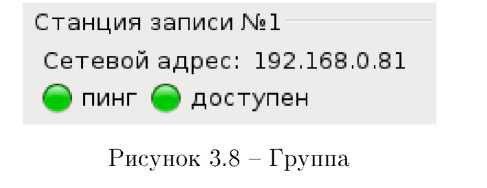 Станция записи №1
Сетевой адрес: 192.168.0.81
пинг доступен
Рисунок 3.8 – Группа